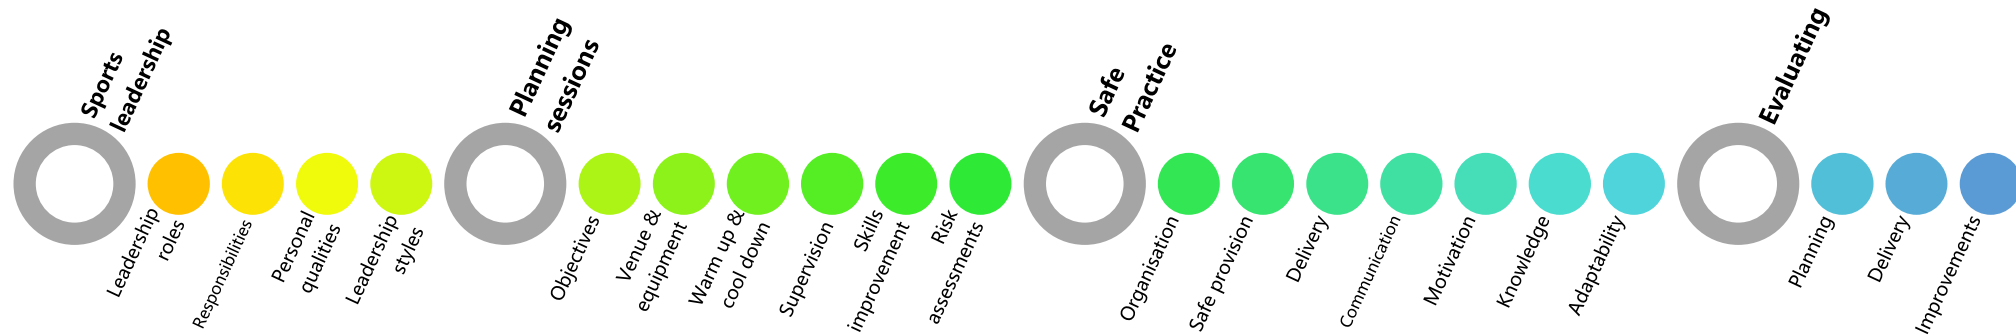 Sports
leadership
Leadership
roles
Responsibilities
Personal
qualities
Leadership
styles
Planning
sessions
Objectives
Venue &
equipment
Warm up &
cool down
Supervision
Skills
improvement
Risk
assessments
Safe
Practice
Organisation
Safe provision
Delivery
Communication
Motivation
Knowledge
Adaptability
Evaluating
Planning
Delivery
Improvements